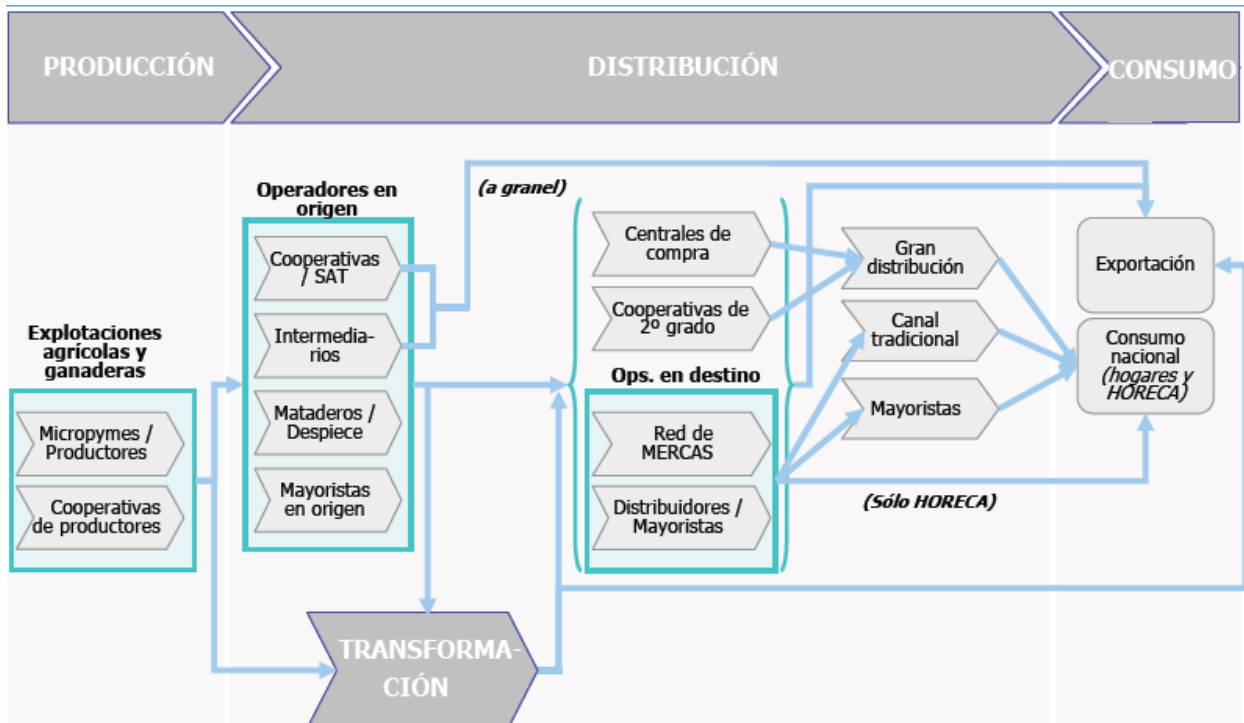 PRODUCCIÓN
DISTRIBUCIÓN
CONSUMO
Operadores en
origen
(a granel)
Cooperativas
/ SAT
Intermedia-
rios
Mataderos /
Despiece
Mayoristas
en origen
Explotaciones
agrícolas y
ganaderas
Micropymes /
Productores
Cooperativas
de productores
Centrales de
compra
Cooperativas de
2º grado
Ops. en destino
Red de
MERCAS
Distribuidores /
Mayoristas
Gran
distribución
Canal
tradicional
Mayoristas
(Sólo HORECA)
Exportación
Consumo
nacional
(hogares y
HORECA)
TRANSFORMA-
CIÓN